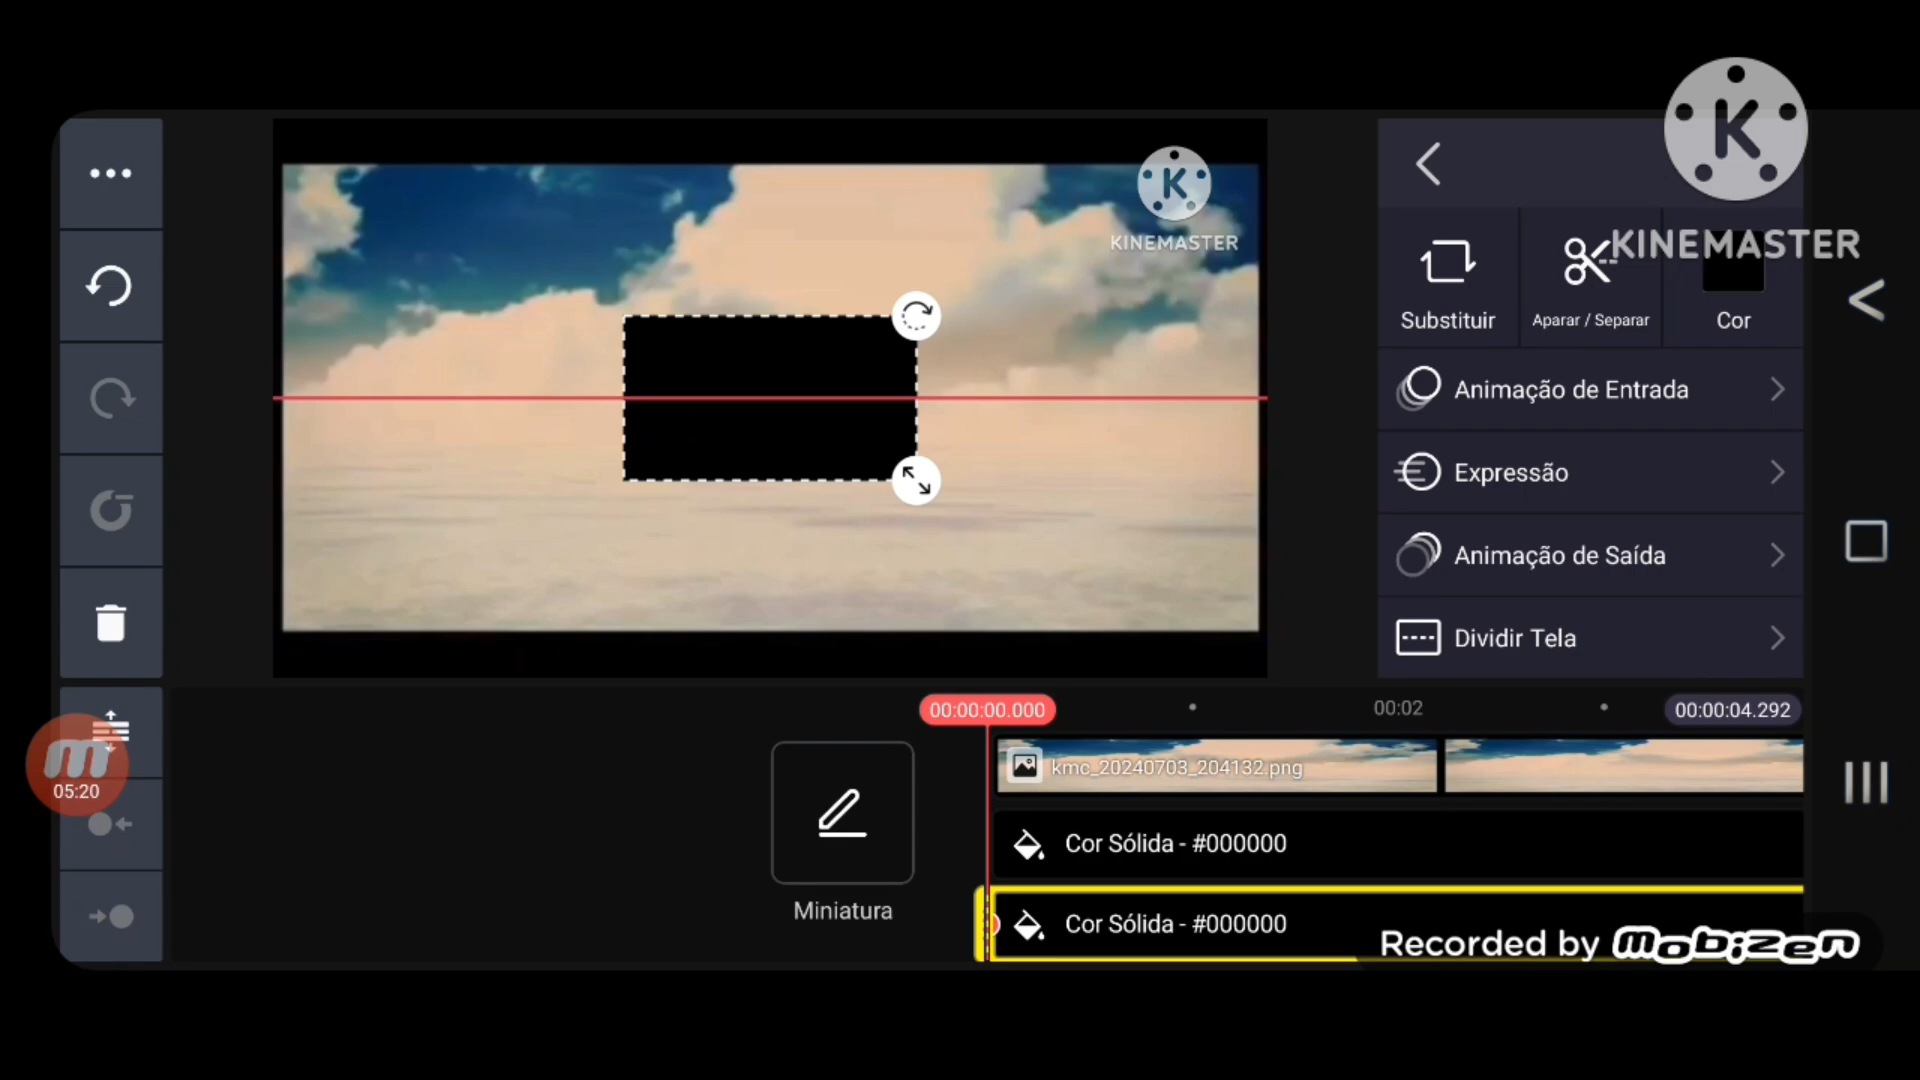 K
KINEMASTER
K
KINEMASTER
Substituir
Aparar / Separar
Cor
Animação de Entrada
Expressão
Animação de Saída
Dividir Tela
00:00:00.000
00:02
00:00:04.292
kmc_20240703_204132.png
Cor Sólida - #000000
Cor Sólida - #000000
Miniatura
m
05:20
Recorded by mobizen